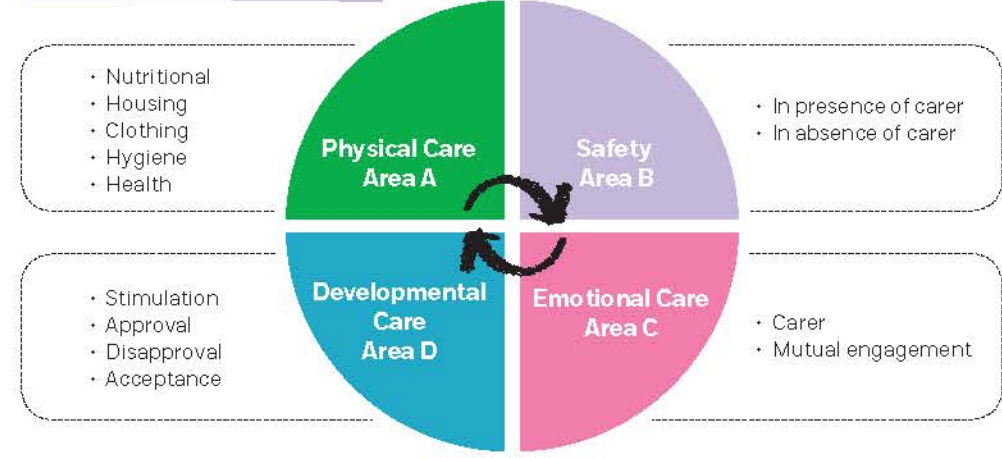 • Nutritional
• Housing
• Clothing
• Hygiene
• Health
Physical Care
Area A
Safety
Area B
• In presence of carer
• In absence of carer
• Stimulation
• Approval
• Disapproval
• Acceptance
Developmental
Care
Area D
Emotional Care
Area C
• Carer
• Mutual engagement